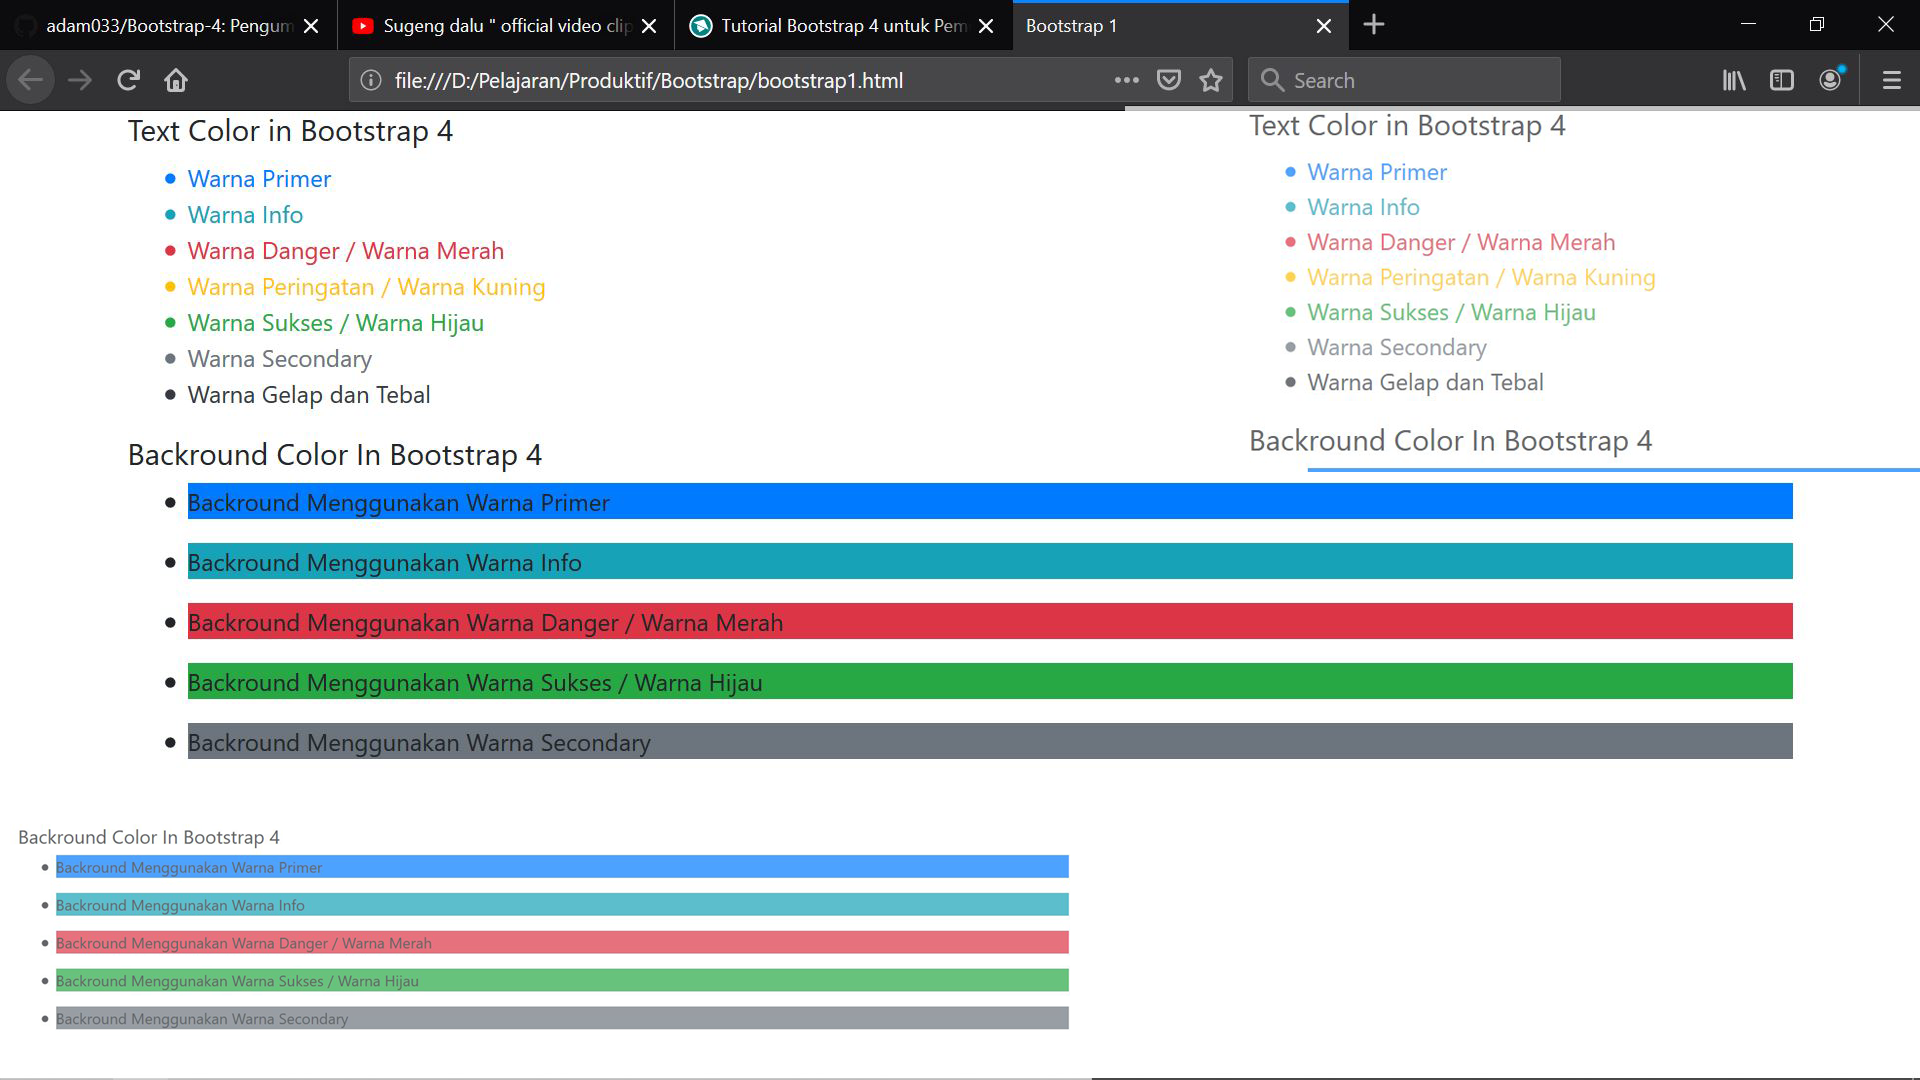 adam033/Bootstrap-4: Pengum
Sugeng dalu " official video clip
Tutorial Bootstrap 4 untuk Pem
Bootstrap 1
file:///D:/Pelajaran/Produktif/Bootstrap/bootstrap1.html
Search
Text Color in Bootstrap 4
Warna Primer
Warna Info
Warna Danger / Warna Merah
Warna Peringatan / Warna Kuning
Warna Sukses / Warna Hijau
Warna Secondary
Warna Gelap dan Tebal
Text Color in Bootstrap 4
Warna Primer
Warna Info
Warna Danger / Warna Merah
Warna Peringatan / Warna Kuning
Warna Sukses / Warna Hijau
Warna Secondary
Warna Gelap dan Tebal
Backround Color In Bootstrap 4
Backround Color In Bootstrap 4
Backround Menggunakan Warna Primer
Backround Menggunakan Warna Info
Backround Menggunakan Warna Danger / Warna Merah
Backround Menggunakan Warna Sukses / Warna Hijau
Backround Menggunakan Warna Secondary
Backround Color In Bootstrap 4
Backround Menggunakan Warna Primer
Backround Menggunakan Warna Info
Backround Menggunakan Warna Danger / Warna Merah
Backround Menggunakan Warna Sukses / Warna Hijau
Backround Menggunakan Warna Secondary